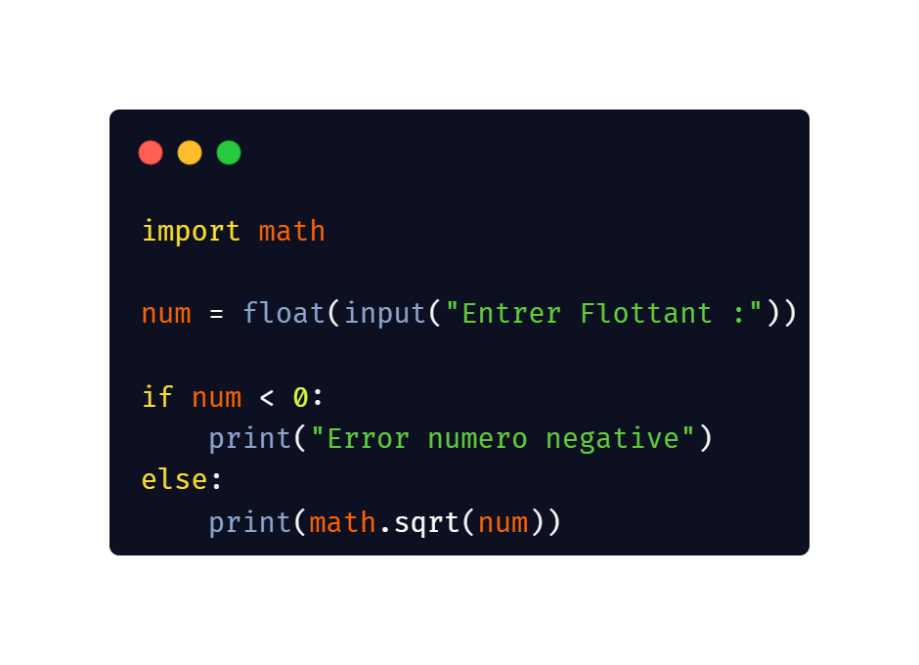 import math
num = float(input("Entrer Flottant :"))
if num < 0:
    print("Error numero negative")
else:
    print(math.sqrt(num))